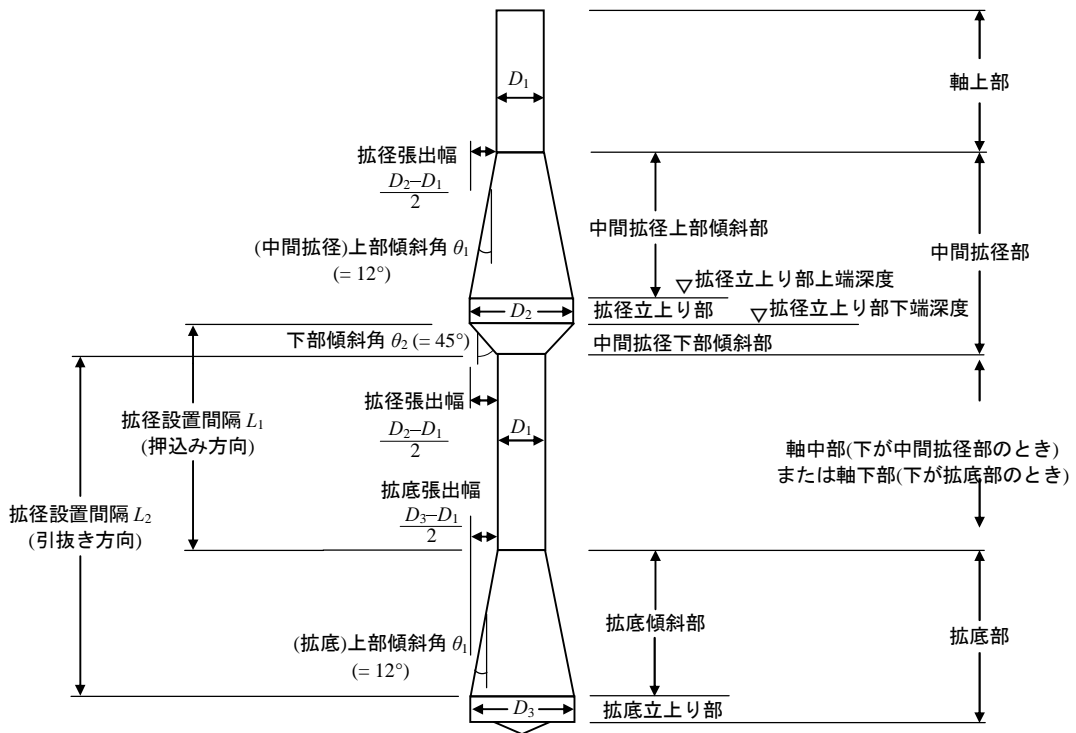 D1
軸上部
拡径張出幅
D2–D1
2
中間拡径上部傾斜部
中間拡径部
(中間拡径)上部傾斜角 θ1
(= 12°)
▽拡径立上り部上端深度
D2
拡径立上り部
▽拡径立上り部下端深度
下部傾斜角 θ2 (= 45°)
中間拡径下部傾斜部
拡径設置間隔 L1
(押込み方向)
拡径張出幅
D2–D1
2
D1
軸中部(下が中間拡径部のとき)
または軸下部(下が拡底部のとき)
拡径設置間隔 L2
(引抜き方向)
拡底張出幅
D3–D1
2
拡底傾斜部
拡底部
(拡底)上部傾斜角 θ1
(= 12°)
D3
拡底立上り部